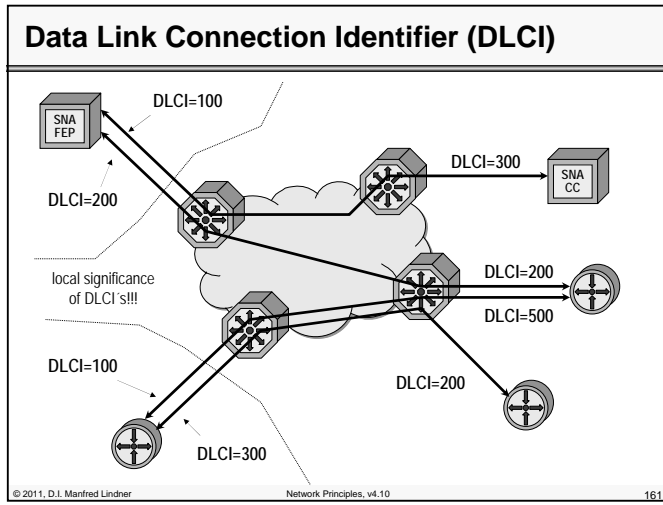 Data Link Connection Identifier (DLCI)
DLCI=100
SNA
FEP
DLCI=300
SNA
CC
DLCI=200
local significance
of DLCI´s!!!
DLCI=200
DLCI=500
DLCI=100
DLCI=200
DLCI=300
© 2011, D.I. Manfred Lindner
Network Principles, v4.10
161